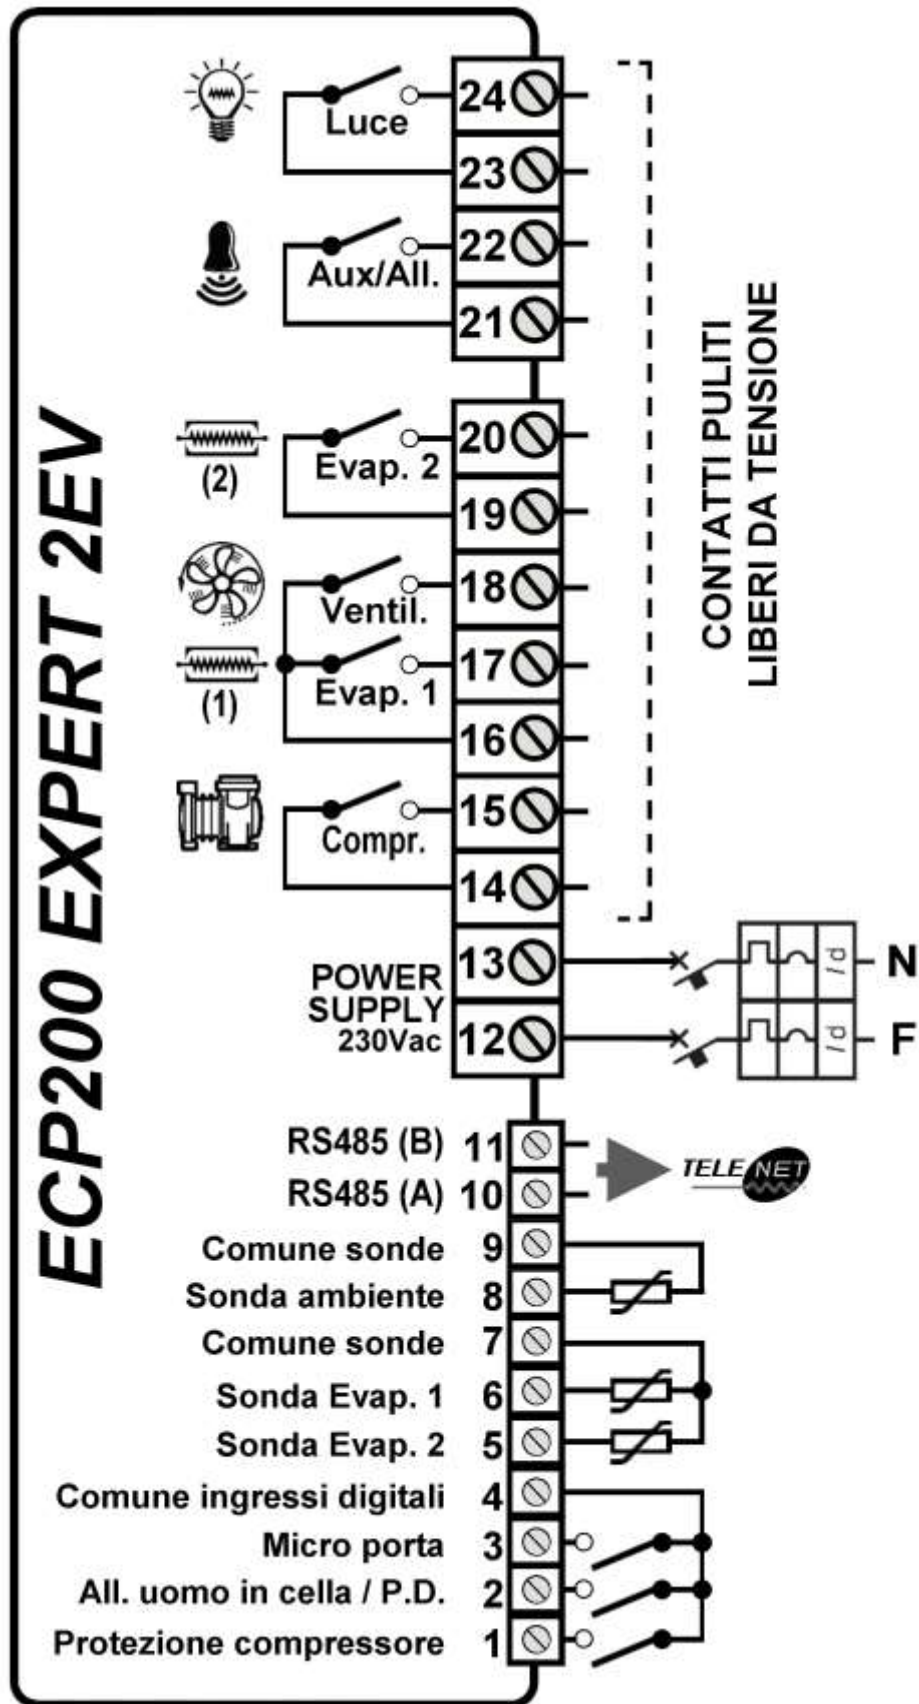 ECP200 EXPERT 2EV
Luce 24
23
22
Aux/All.
21
20
Evap. 2
(2)
19
18
Ventil.
17
Evap. 1
(1)
16
15
Compr.
14
CONTATTI PULITI
LIBERI DA TENSIONE
POWER
SUPPLY
230Vac
13 Id N
12 Id F
RS485 (B) 11
RS485 (A) 10
TELE NET
Comune sonde 9
Sonda ambiente 8
Comune sonde 7
Sonda Evap. 1 6
Sonda Evap. 2 5
Comune ingressi digitali 4
Micro porta 3
All. uomo in cella / P.D. 2
Protezione compressore 1